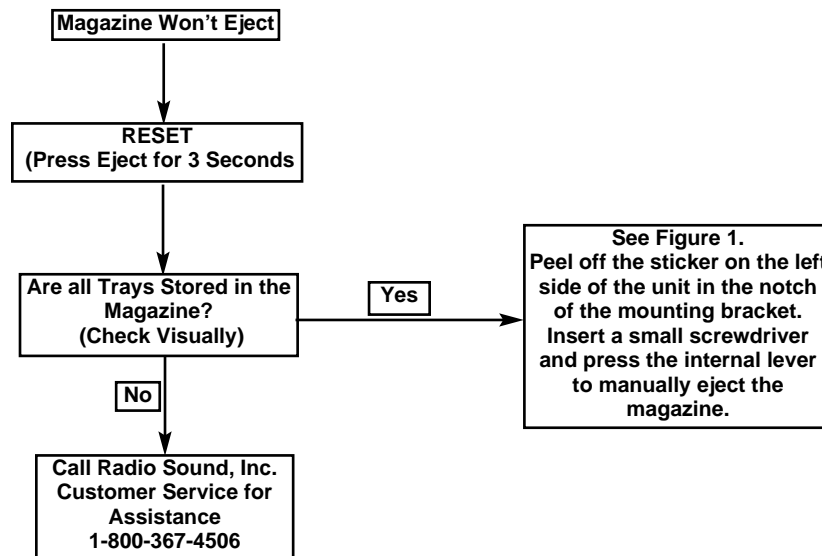 Magazine Won't Eject
RESET
(Press Eject for 3 Seconds
Are all Trays Stored in the
Magazine?
(Check Visually)
Yes
See Figure 1.
Peel off the sticker on the left
side of the unit in the notch
of the mounting bracket.
Insert a small screwdriver
and press the internal lever
to manually eject the
magazine.
No
Call Radio Sound, Inc.
Customer Service for
Assistance
1-800-367-4506